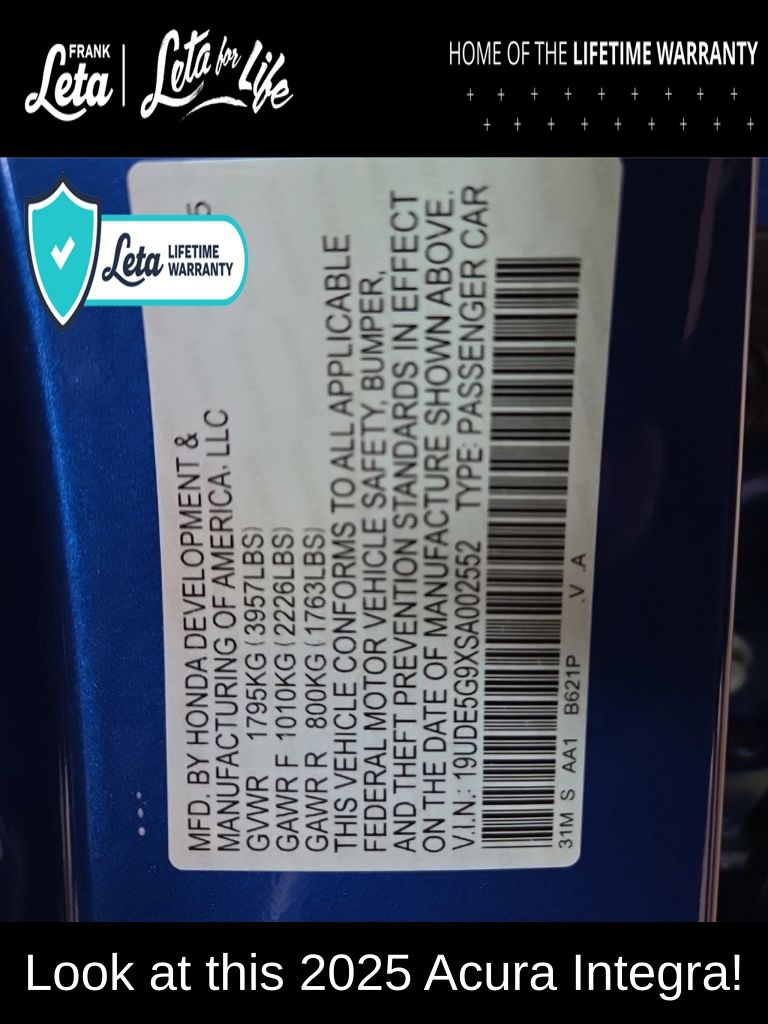 FRANK
Leta
Leta for Life
HOME OF THE LIFETIME WARRANTY
Leta LIFETIME
WARRANTY
5
MFD. BY HONDA DEVELOPMENT &
MANUFACTURING OF AMERICA, LLC
GVWR 1795KG (3957LBS)
GAWR F 1010KG (2226LBS)
GAWR R 800KG (1763LBS)
THIS VEHICLE CONFORMS TO ALL APPLICABLE
FEDERAL MOTOR VEHICLE SAFETY, BUMPER,
AND THEFT PREVENTION STANDARDS IN EFFECT
ON THE DATE OF MANUFACTURE SHOWN ABOVE.
V.I.N.: 19UDE5G9XSA002552 TYPE: PASSENGER CAR
31M S AA1 B621P .V .A
Look at this 2025 Acura Integra!